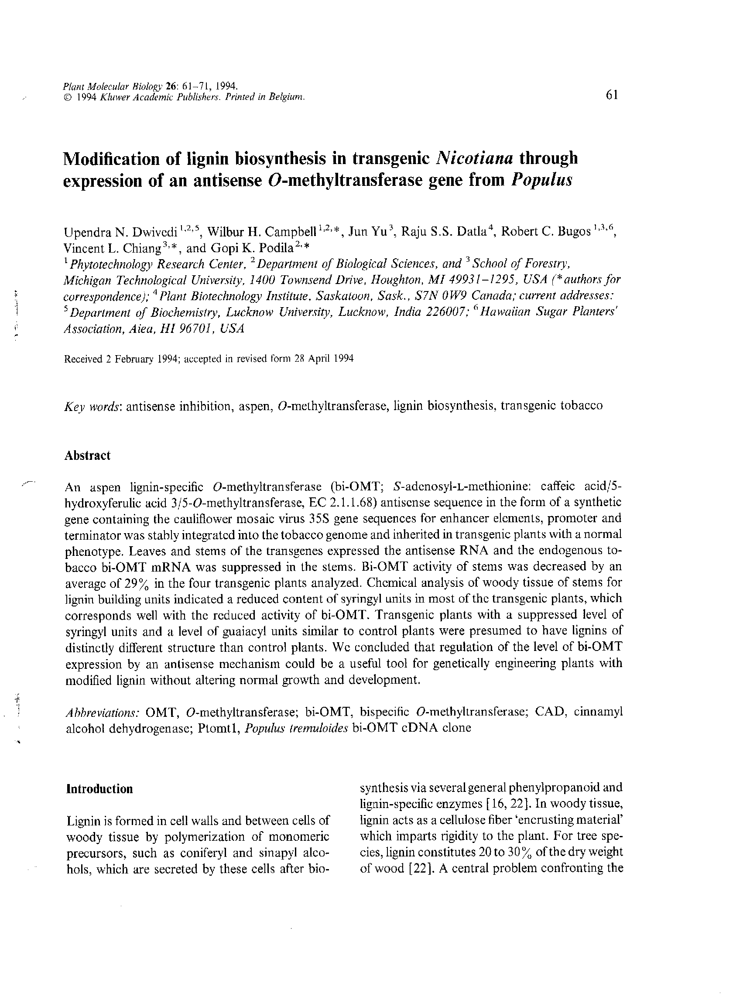 Plant Molecular Biology 26: 61–71, 1994.
© 1994 Kluwer Academic Publishers. Printed in Belgium.
61
Modification of lignin biosynthesis in transgenic Nicotiana through
expression of an antisense O-methyltransferase gene from Populus
Upendra N. Dwivedi 1,2,5, Wilbur H. Campbell 1,2,*, Jun Yu 3, Raju S.S. Datla 4, Robert C. Bugos 1,3,6,
Vincent L. Chiang 3,*, and Gopi K. Podila 2,*
1 Phytotechnology Research Center, 2 Department of Biological Sciences, and 3 School of Forestry,
Michigan Technological University, 1400 Townsend Drive, Houghton, MI 49931–1295, USA (* authors for
correspondence); 4 Plant Biotechnology Institute, Saskatoon, Sask., S7N 0W9 Canada; current addresses:
5 Department of Biochemistry, Lucknow University, Lucknow, India 226007; 6 Hawaiian Sugar Planters'
Association, Aiea, HI 96701, USA
Received 2 February 1994; accepted in revised form 28 April 1994
Key words: antisense inhibition, aspen, O-methyltransferase, lignin biosynthesis, transgenic tobacco
Abstract
An aspen lignin-specific O-methyltransferase (bi-OMT; S-adenosyl-L-methionine: caffeic acid/5-
hydroxyferulic acid 3/5-O-methyltransferase, EC 2.1.1.68) antisense sequence in the form of a synthetic
gene containing the cauliflower mosaic virus 35S gene sequences for enhancer elements, promoter and
terminator was stably integrated into the tobacco genome and inherited in transgenic plants with a normal
phenotype. Leaves and stems of the transgenes expressed the antisense RNA and the endogenous to-
bacco bi-OMT mRNA was suppressed in the stems. Bi-OMT activity of stems was decreased by an
average of 29% in the four transgenic plants analyzed. Chemical analysis of woody tissue of stems for
lignin building units indicated a reduced content of syringyl units in most of the transgenic plants, which
corresponds well with the reduced activity of bi-OMT. Transgenic plants with a suppressed level of
syringyl units and a level of guaiacyl units similar to control plants were presumed to have lignins of
distinctly different structure than control plants. We concluded that regulation of the level of bi-OMT
expression by an antisense mechanism could be a useful tool for genetically engineering plants with
modified lignin without altering normal growth and development.
Abbreviations: OMT, O-methyltransferase; bi-OMT, bispecific O-methyltransferase; CAD, cinnamyl
alcohol dehydrogenase; Ptomt1, Populus tremuloides bi-OMT cDNA clone
Introduction
Lignin is formed in cell walls and between cells of
woody tissue by polymerization of monomeric
precursors, such as coniferyl and sinapyl alco-
hols, which are secreted by these cells after bio-
synthesis via several general phenylpropanoid and
lignin-specific enzymes [16, 22]. In woody tissue,
lignin acts as a cellulose fiber 'encrusting material'
which imparts rigidity to the plant. For tree spe-
cies, lignin constitutes 20 to 30% of the dry weight
of wood [22]. A central problem confronting the